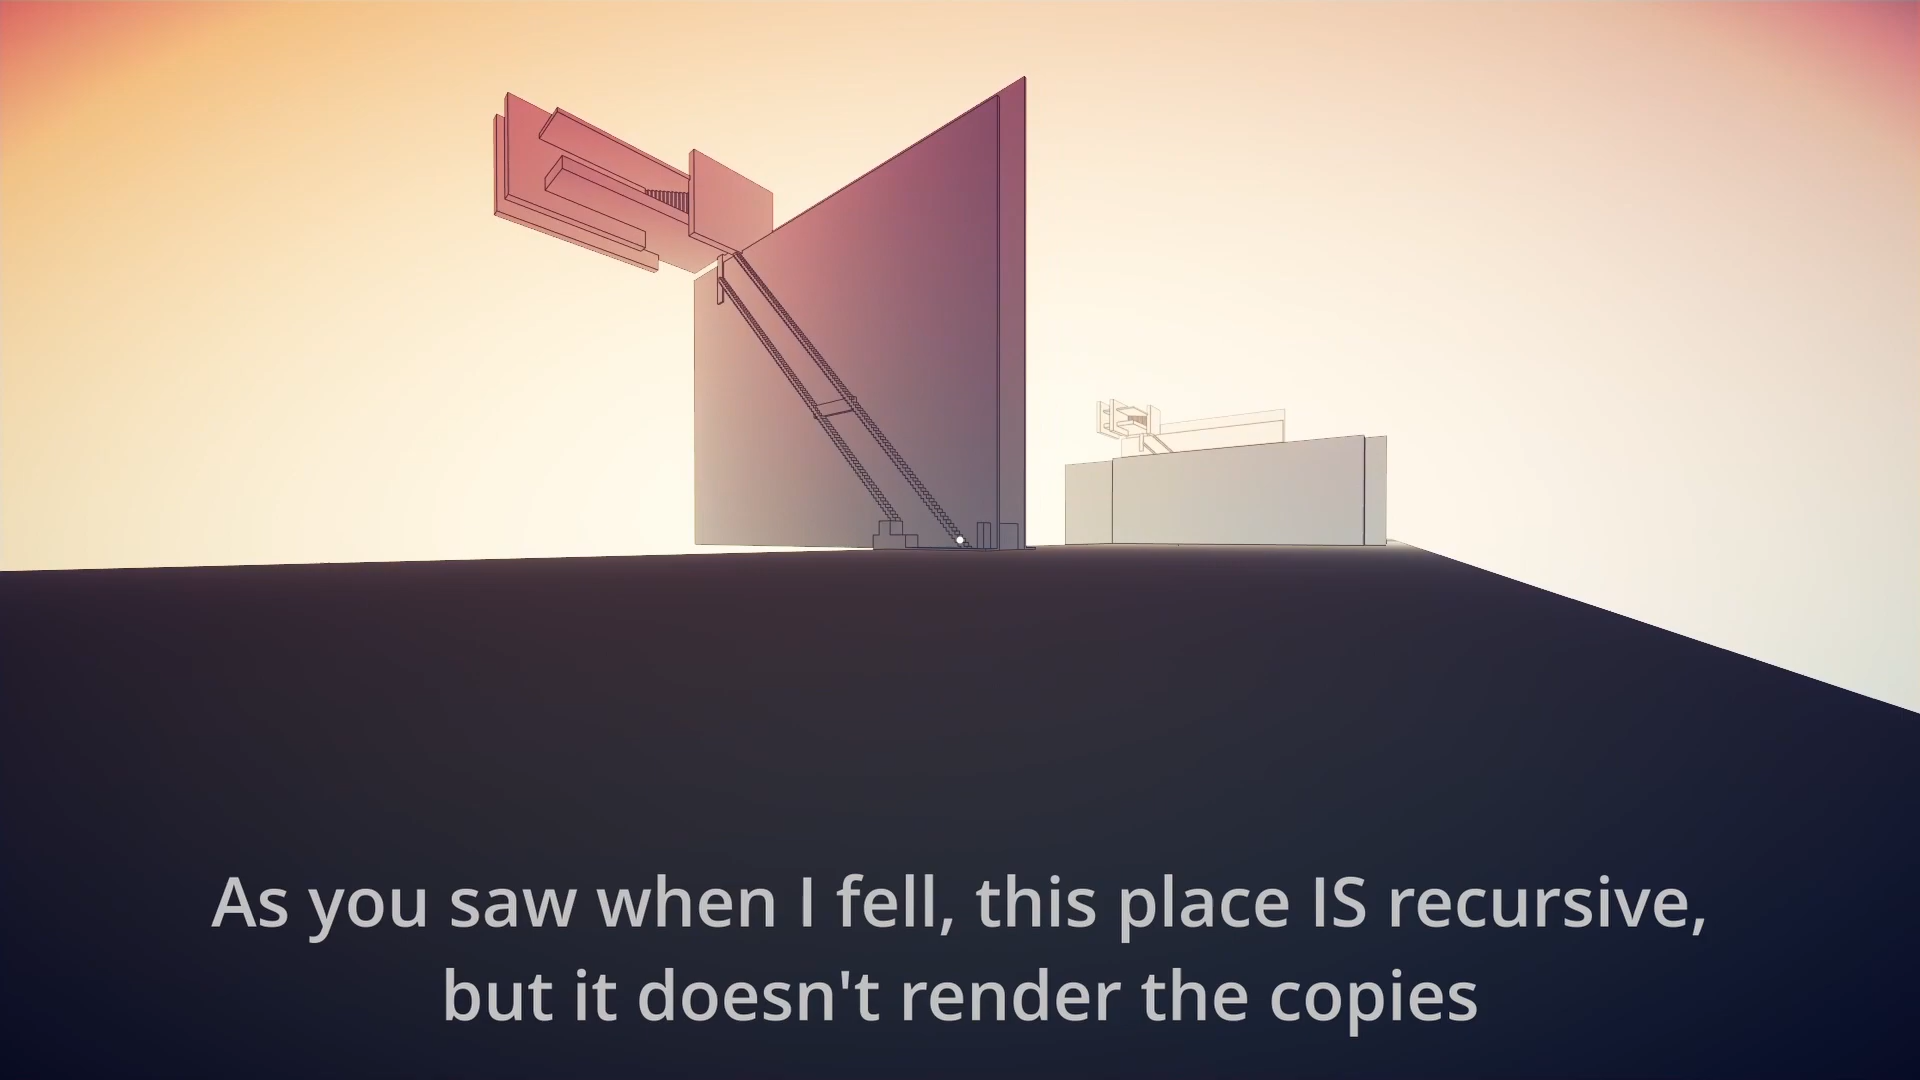 As you saw when I fell, this place IS recursive,
but it doesn't render the copies